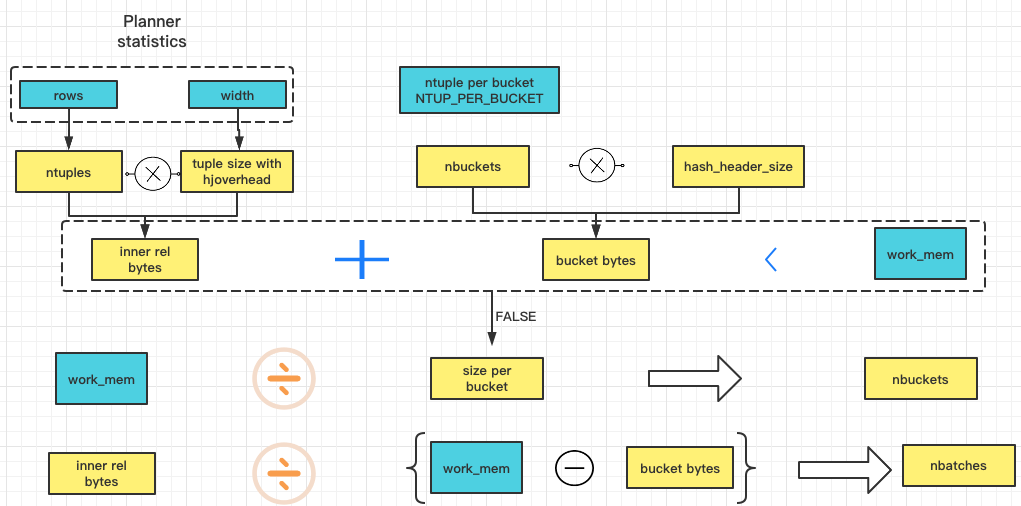 Planner
statistics
rows
width
ntuple per bucket
NTUP_PER_BUCKET
ntuples
tuple size with
hjoverhead
nbuckets
hash_header_size
inner rel
bytes
bucket bytes
<
work_mem
FALSE
work_mem
size per
bucket
nbuckets
inner rel
bytes
work_mem
bucket bytes
nbatches